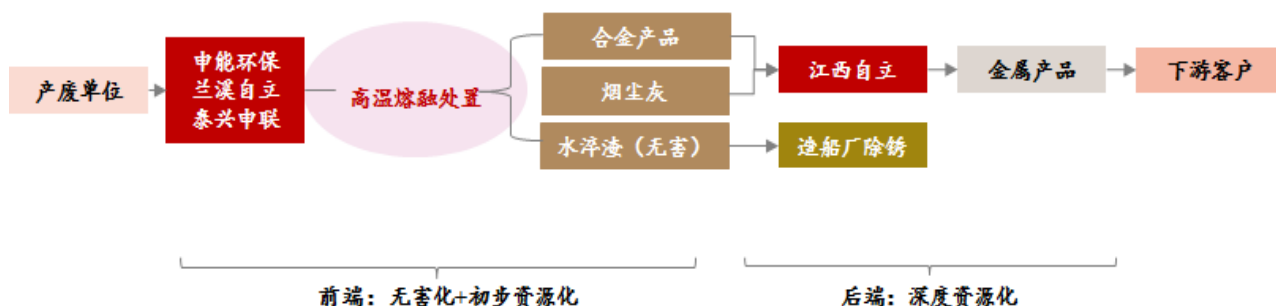 产废单位
申能环保
兰溪自立
泰兴申联
高温熔融处置
合金产品
烟尘灰
水淬渣（无害）
江西自立
造船厂除锈
金属产品
下游客户
前端：无害化+初步资源化
后端：深度资源化